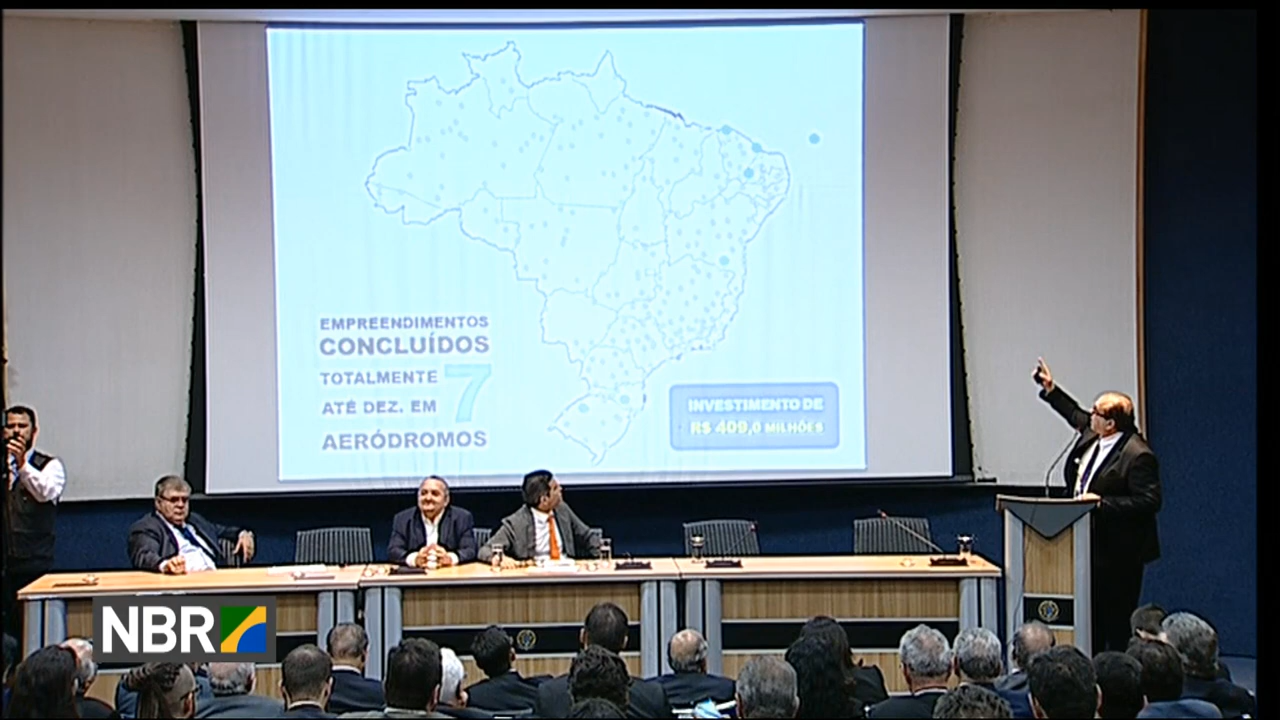 EMPREENDIMENTOS
CONCLUÍDOS
TOTALMENTE 7
ATÉ DEZ. EM
AERÓDROMOS
INVESTIMENTO DE
R$ 409,0 MILHÕES
NBR